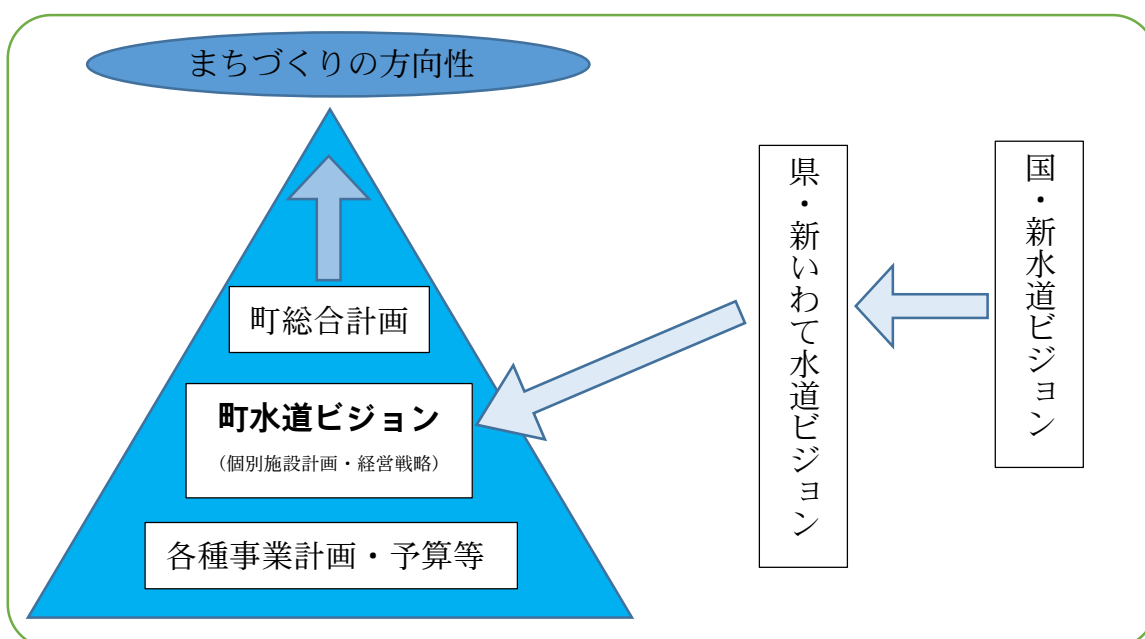 まちづくりの方向性
町総合計画
町水道ビジョン
（個別施設計画・経営戦略）
各種事業計画・予算等
県・新いわて水道ビジョン
国・新水道ビジョン